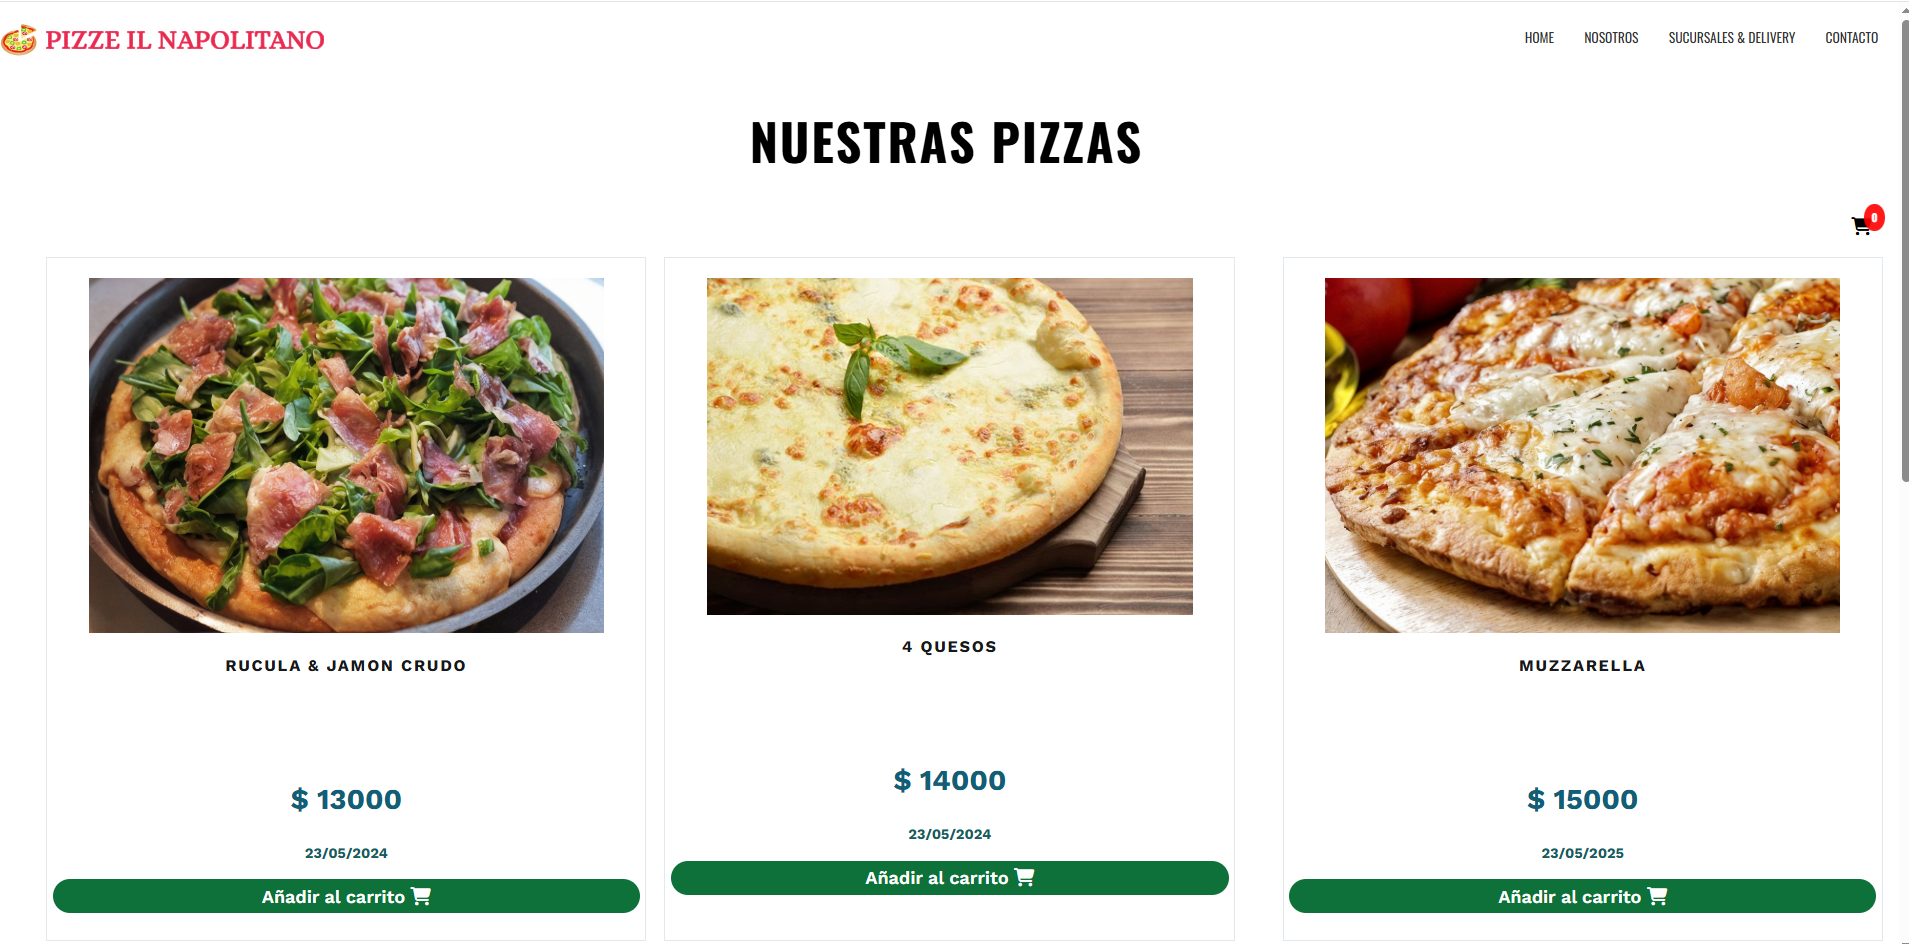 PIZZE IL NAPOLITANO
HOME NOSOTROS SUCURSALES & DELIVERY CONTACTO
NUESTRAS PIZZAS
0
RUCULA & JAMON CRUDO
$ 13000
23/05/2024
Añadir al carrito
4 QUESOS
$ 14000
23/05/2024
Añadir al carrito
MUZZARELLA
$ 15000
23/05/2025
Añadir al carrito